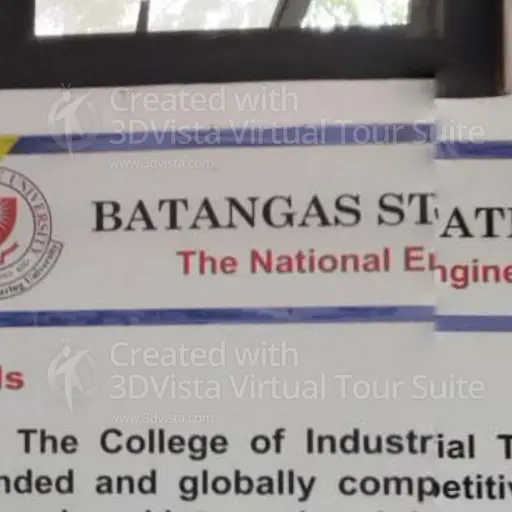 Created with
3DVista Virtual Tour Suite
www.3dvista.com
UNIVERSITY
BATANGAS STATE
The National Engine
ls
Created with
3DVista Virtual Tour Suite
www.3dvista.com
The College of Industrial T
nded and globally competitiv